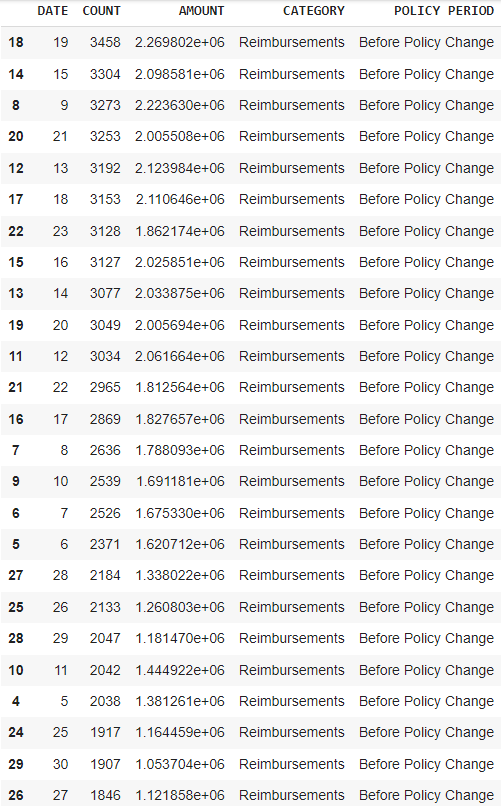 DATE COUNT AMOUNT CATEGORY POLICY PERIOD
18 19 3458 2.269802e+06 Reimbursements Before Policy Change
14 15 3304 2.098581e+06 Reimbursements Before Policy Change
8 9 3273 2.223630e+06 Reimbursements Before Policy Change
20 21 3253 2.005508e+06 Reimbursements Before Policy Change
12 13 3192 2.123984e+06 Reimbursements Before Policy Change
17 18 3153 2.110646e+06 Reimbursements Before Policy Change
22 23 3128 1.862174e+06 Reimbursements Before Policy Change
15 16 3127 2.025851e+06 Reimbursements Before Policy Change
13 14 3077 2.033875e+06 Reimbursements Before Policy Change
19 20 3049 2.005694e+06 Reimbursements Before Policy Change
11 12 3034 2.061664e+06 Reimbursements Before Policy Change
21 22 2965 1.812564e+06 Reimbursements Before Policy Change
16 17 2869 1.827657e+06 Reimbursements Before Policy Change
7 8 2636 1.788093e+06 Reimbursements Before Policy Change
9 10 2539 1.691181e+06 Reimbursements Before Policy Change
6 7 2526 1.675330e+06 Reimbursements Before Policy Change
5 6 2371 1.620712e+06 Reimbursements Before Policy Change
27 28 2184 1.338022e+06 Reimbursements Before Policy Change
25 26 2133 1.260803e+06 Reimbursements Before Policy Change
28 29 2047 1.181470e+06 Reimbursements Before Policy Change
10 11 2042 1.444922e+06 Reimbursements Before Policy Change
4 5 2038 1.381261e+06 Reimbursements Before Policy Change
24 25 1917 1.164459e+06 Reimbursements Before Policy Change
29 30 1907 1.053704e+06 Reimbursements Before Policy Change
26 27 1846 1.121858e+06 Reimbursements Before Policy Change